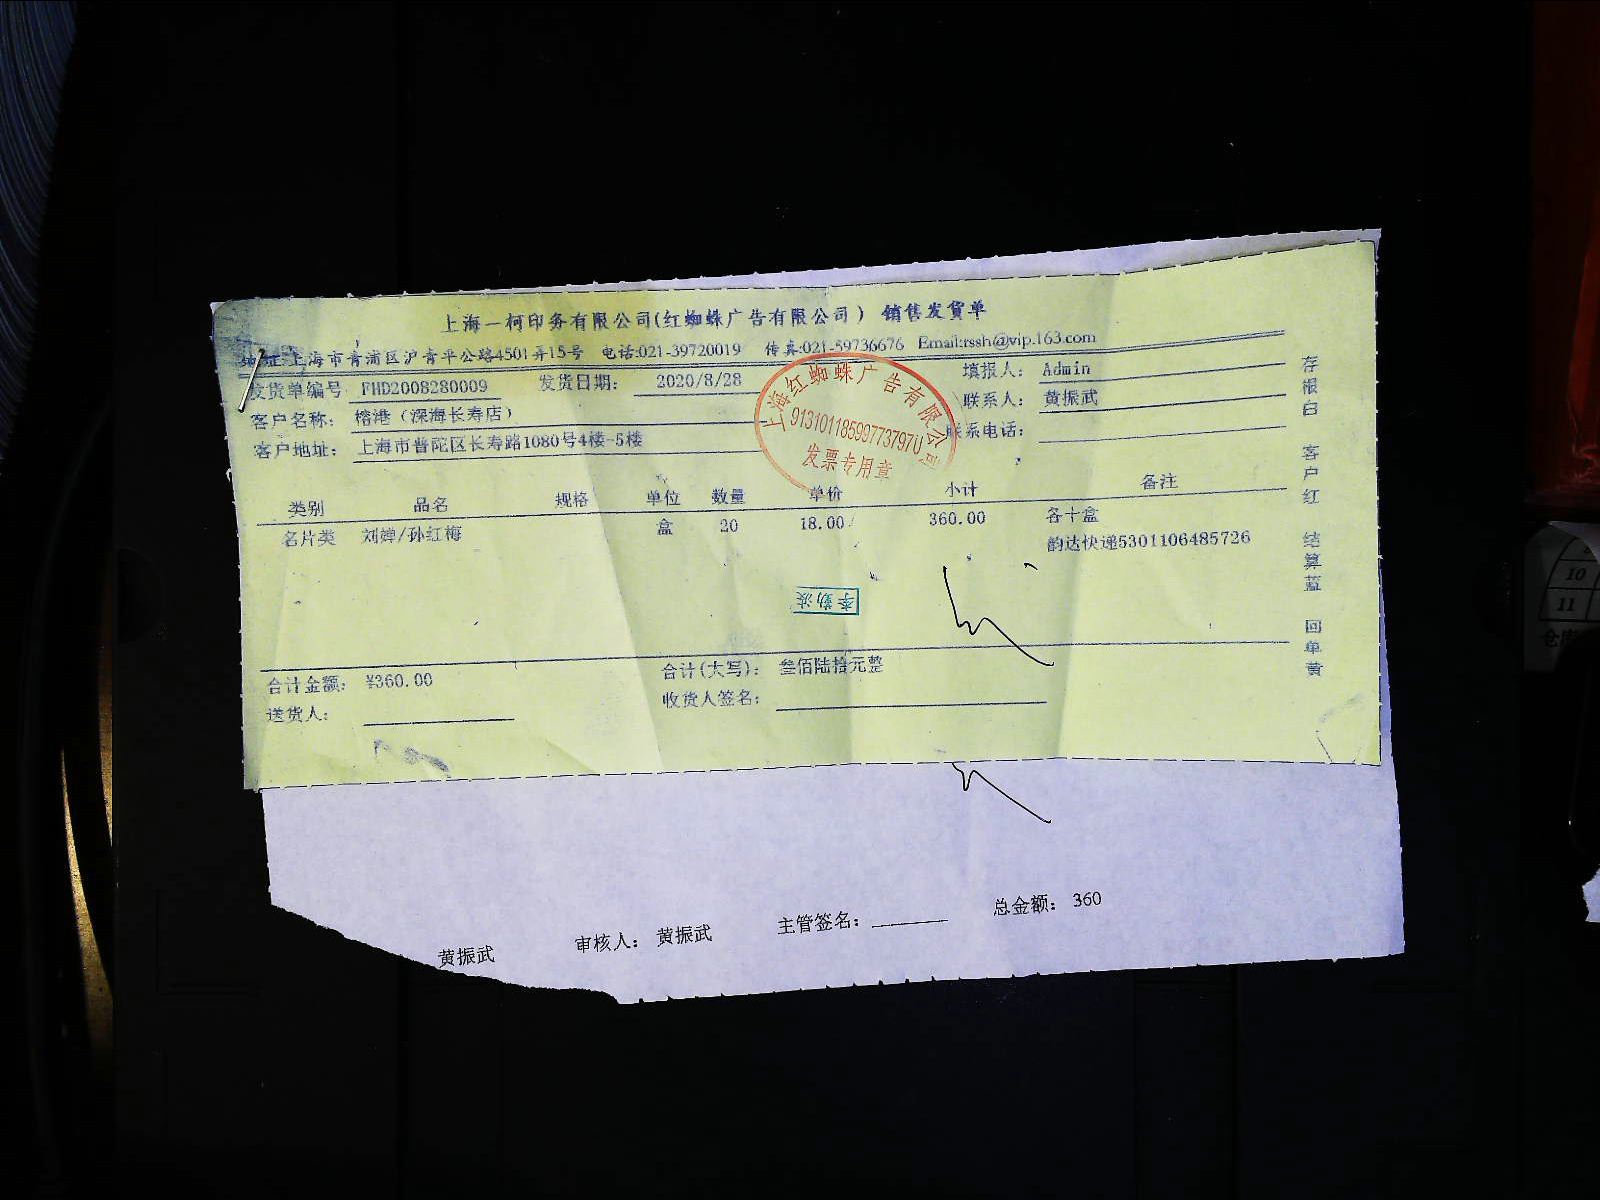 上海一柯印务有限公司(红蜘蛛广告有限公司) 销售发货单
地址:上海市青浦区沪青平公路4501弄15号 电话:021-39720019 传真:021-59736676 Email:rssh@vip.163.com
发货单编号 FHD2008280009 发货日期: 2020/8/28 填报人: Admin
客户名称: 榕港（深海长寿店） 联系人: 黄振武
客户地址: 上海市普陀区长寿路1080号4楼-5楼 联系电话:
上海红蜘蛛广告有限公司
发票专用章
类别 品名 规格 单位 数量 单价 小计 备注
名片类 刘婵/孙红梅 盒 20 18.00 360.00 各十盒
韵达快递5301106485726
李勤波
合计金额: ¥360.00 合计(大写): 叁佰陆拾元整
送货人: 收货人签名:
存根白 客户红 结算蓝 回单黄
黄振武 审核人: 黄振武 主管签名: 总金额: 360
10
11